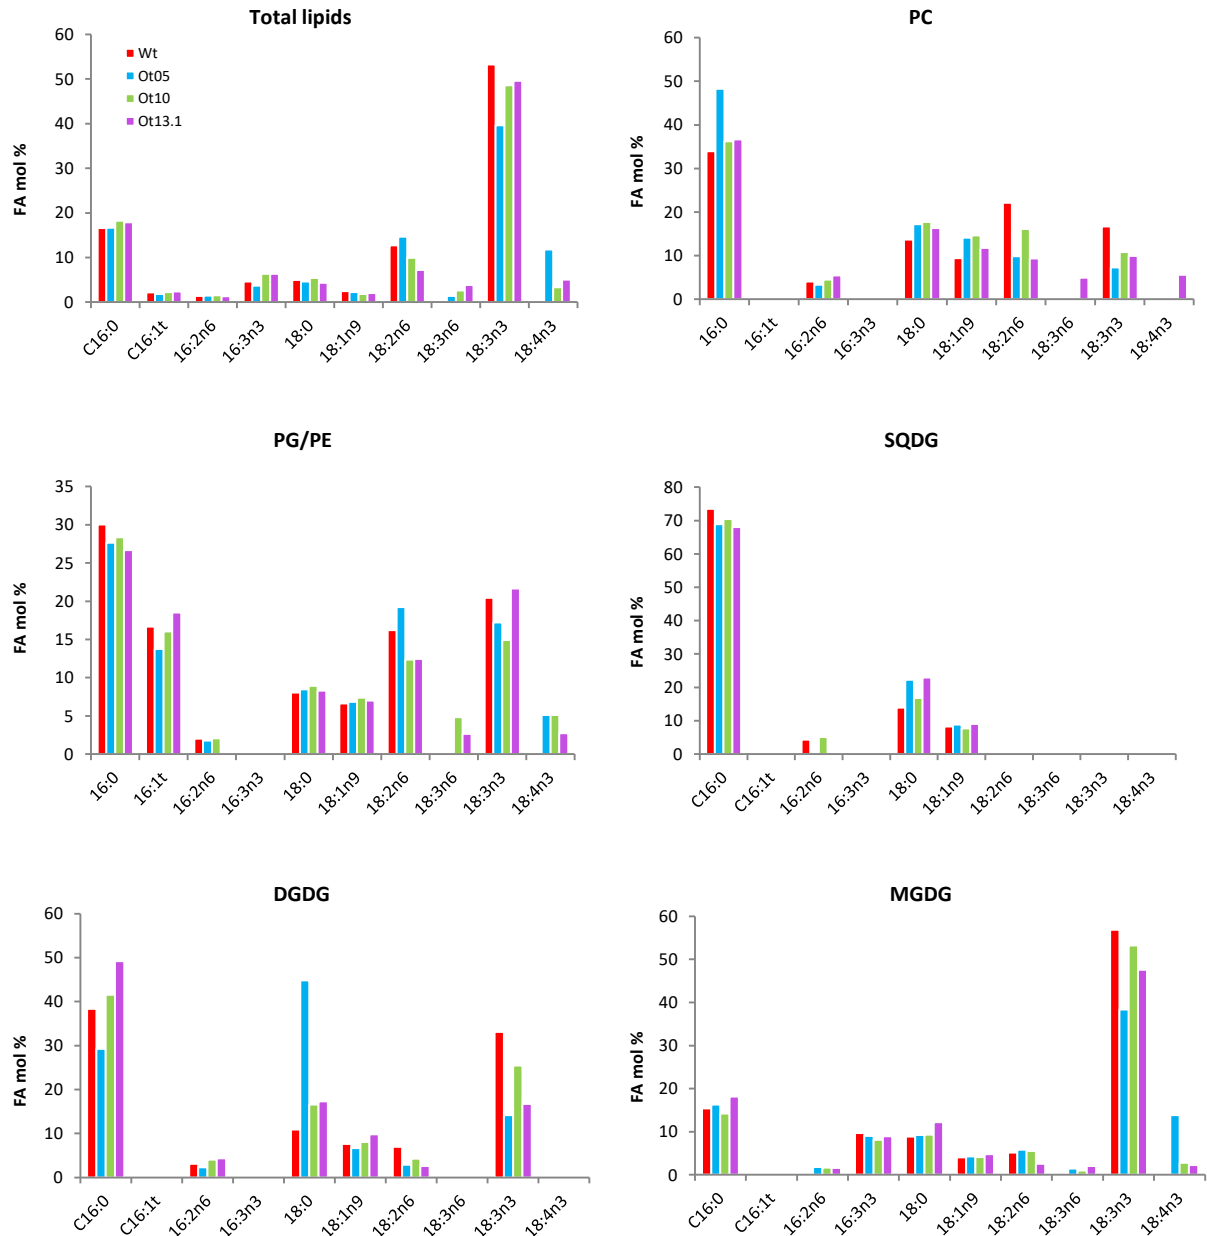 Total lipids
FA mol %
60
50
40
30
20
10
0
Wt
Ot05
Ot10
Ot13.1
C16:0
C16:1t
16:2n6
16:3n3
18:0
18:1n9
18:2n6
18:3n6
18:3n3
18:4n3
PC
FA mol %
60
50
40
30
20
10
0
16:0
16:1t
16:2n6
16:3n3
18:0
18:1n9
18:2n6
18:3n6
18:3n3
18:4n3
PG/PE
FA mol %
35
30
25
20
15
10
5
0
16:0
16:1t
16:2n6
16:3n3
18:0
18:1n9
18:2n6
18:3n6
18:3n3
18:4n3
SQDG
FA mol %
80
70
60
50
40
30
20
10
0
C16:0
C16:1t
16:2n6
16:3n3
18:0
18:1n9
18:2n6
18:3n6
18:3n3
18:4n3
DGDG
FA mol %
60
50
40
30
20
10
0
C16:0
C16:1t
16:2n6
16:3n3
18:0
18:1n9
18:2n6
18:3n6
18:3n3
18:4n3
MGDG
FA mol %
60
50
40
30
20
10
0
C16:0
C16:1t
16:2n6
16:3n3
18:0
18:1n9
18:2n6
18:3n6
18:3n3
18:4n3